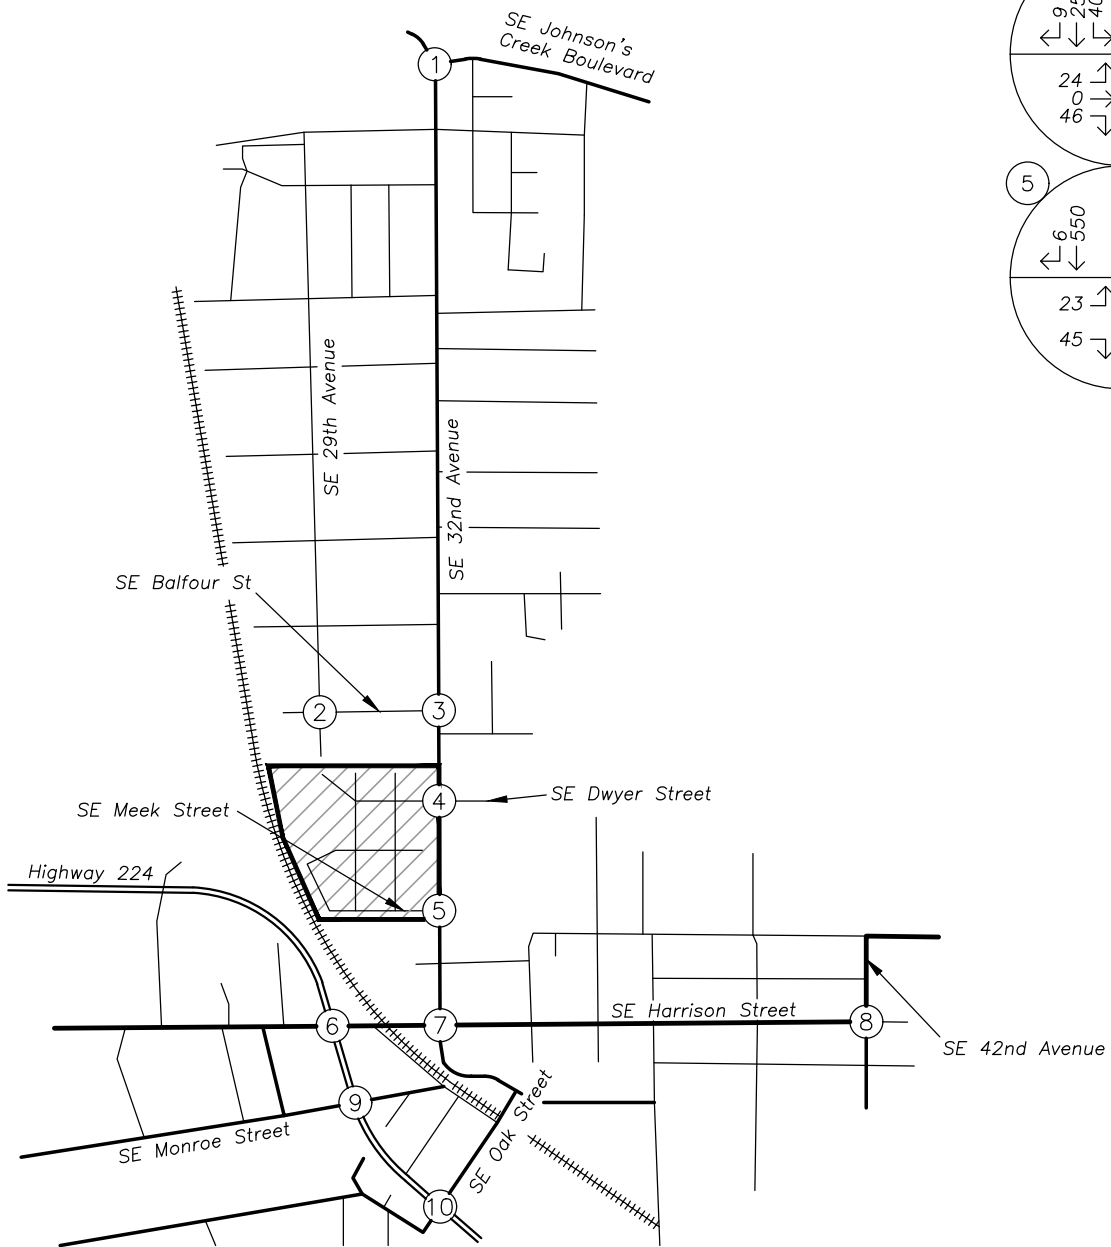 SE Johnson's
Creek Boulevard
1
SE 29th Avenue
SE 32nd Avenue
SE Balfour St
2
3
SE Meek Street
4
SE Dwyer Street
5
Highway 224
6
7
SE Harrison Street
8
SE 42nd Avenue
9
SE Monroe Street
SE Oak Street
10
9
24
0
46
5
6
550
23
45